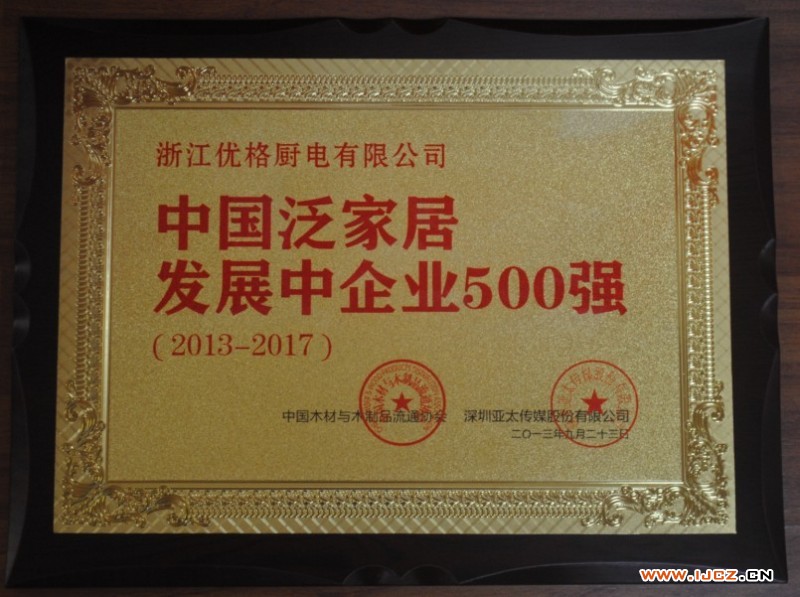 浙江优格厨电有限公司
中国泛家居
发展中企业500强
(2013-2017)
中国木材与木制品流通协会 深圳亚太传媒股份有限公司
二〇一三年九月二十三日
WWW.IJCZ.CN